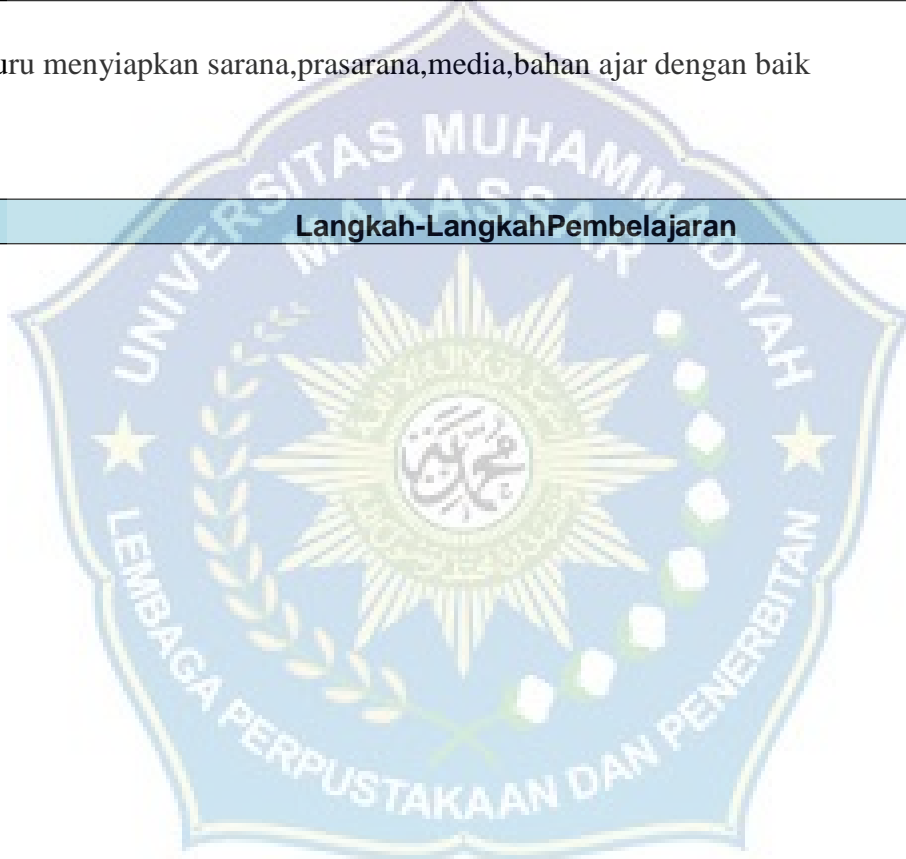 uru menyiapkan sarana,prasarana,media,bahan ajar dengan baik
UNIVERSITAS MUHAMMADIYAH
MAKASSAR
Langkah-LangkahPembelajaran
LEMBAGA PERPUSTAKAAN DAN PENERBITAN